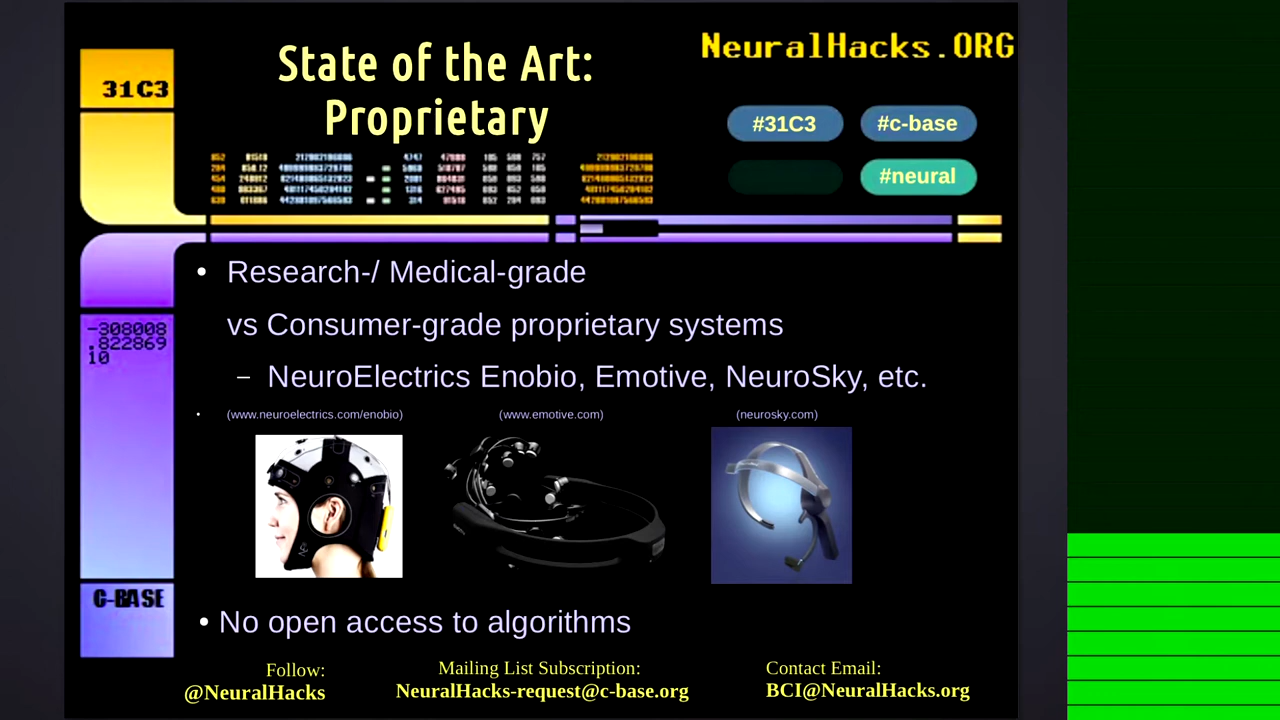 NeuralHacks.ORG
State of the Art:
Proprietary
31C3
#31C3
#c-base
#neural
-308008
.822869
10
C-BASE
• Research-/ Medical-grade
vs Consumer-grade proprietary systems
– NeuroElectrics Enobio, Emotive, NeuroSky, etc.
• (www.neuroelectrics.com/enobio) (www.emotive.com) (neurosky.com)
• No open access to algorithms
Follow:
@NeuralHacks
Mailing List Subscription:
NeuralHacks-request@c-base.org
Contact Email:
BCI@NeuralHacks.org